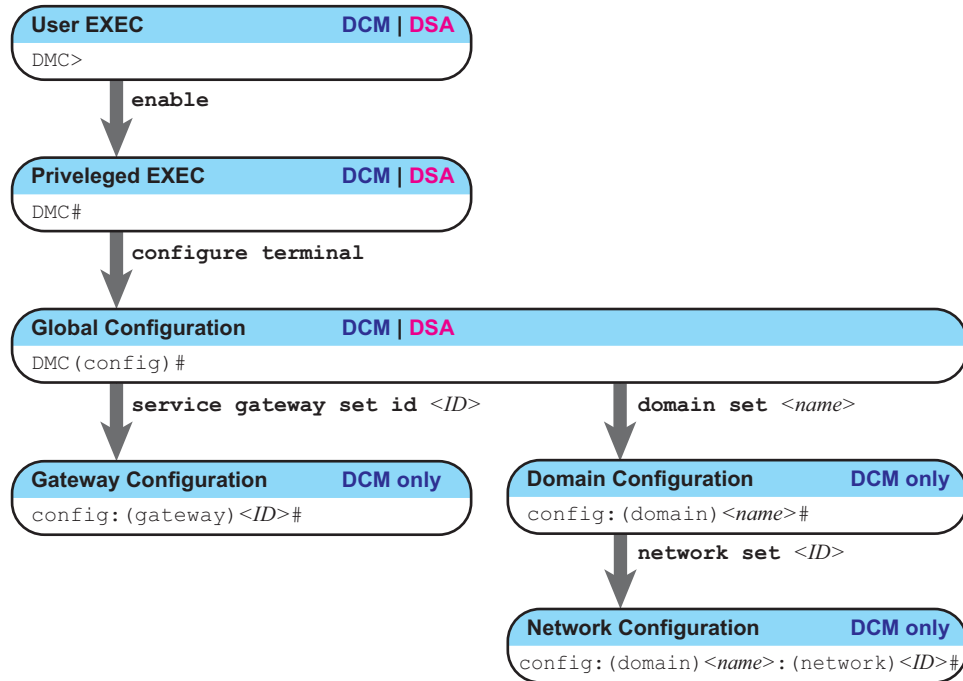 User EXEC DCM | DSA
DMC>
enable
Priveleged EXEC DCM | DSA
DMC#
configure terminal
Global Configuration DCM | DSA
DMC(config)#
service gateway set id <ID>
domain set <name>
Gateway Configuration DCM only
config:(gateway)<ID>#
Domain Configuration DCM only
config:(domain)<name>#
network set <ID>
Network Configuration DCM only
config:(domain)<name>:(network)<ID>#